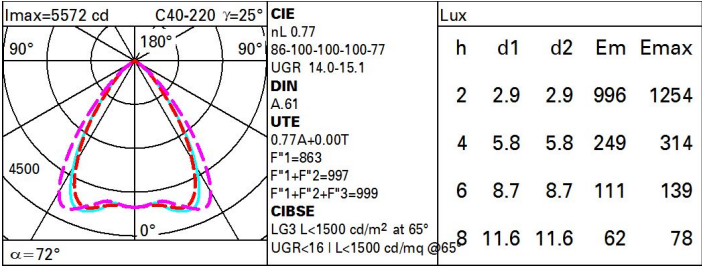 Imax=5572 cd C40-220 γ=25°
90° 180° 90°
4500
0°
α=72°
CIE
nL 0.77
86-100-100-100-77
UGR 14.0-15.1
DIN
A.61
UTE
0.77A+0.00T
F"1=863
F"1+F"2=997
F"1+F"2+F"3=999
CIBSE
LG3 L<1500 cd/m² at 65°
UGR<16 | L<1500 cd/mq @65°
Lux
h d1 d2 Em Emax
2 2.9 2.9 996 1254
4 5.8 5.8 249 314
6 8.7 8.7 111 139
8 11.6 11.6 62 78